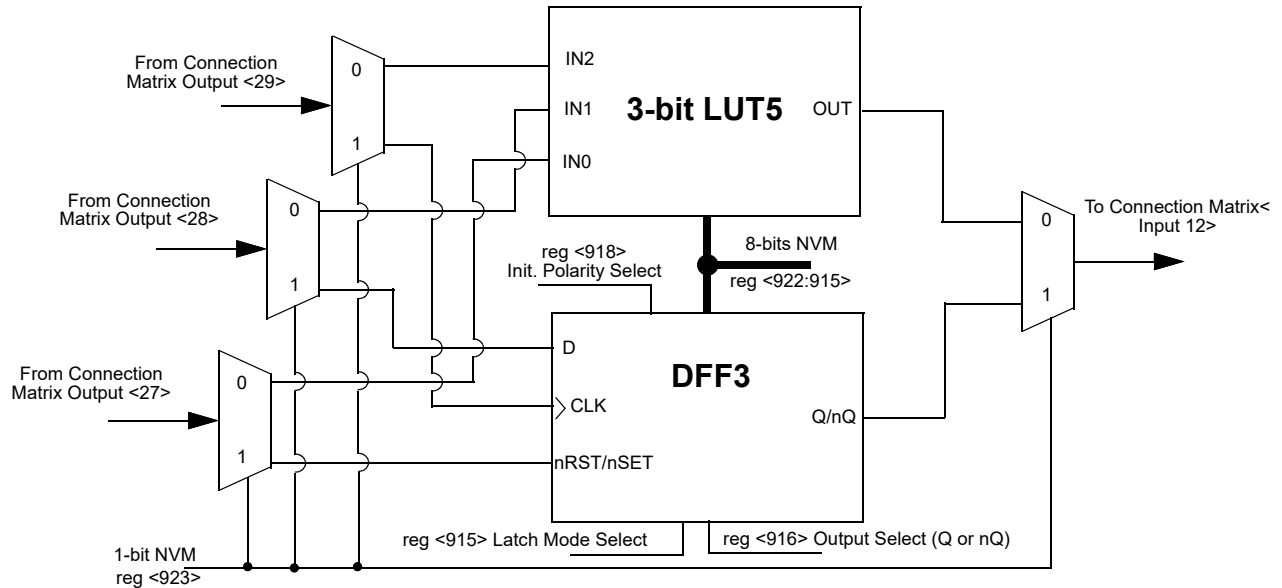 From Connection
Matrix Output <29>
0
1
IN2
IN1
IN0
3-bit LUT5
OUT
From Connection
Matrix Output <28>
0
1
reg <918>
Init. Polarity Select
8-bits NVM
reg <922:915>
0
1
To Connection Matrix<
Input 12>
From Connection
Matrix Output <27>
0
1
D
CLK
nRST/nSET
DFF3
Q/nQ
reg <915> Latch Mode Select
reg <916> Output Select (Q or nQ)
1-bit NVM
reg <923>